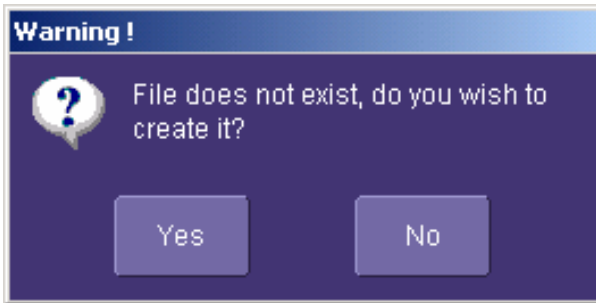 Warning !
?
File does not exist, do you wish to
create it?
Yes
No